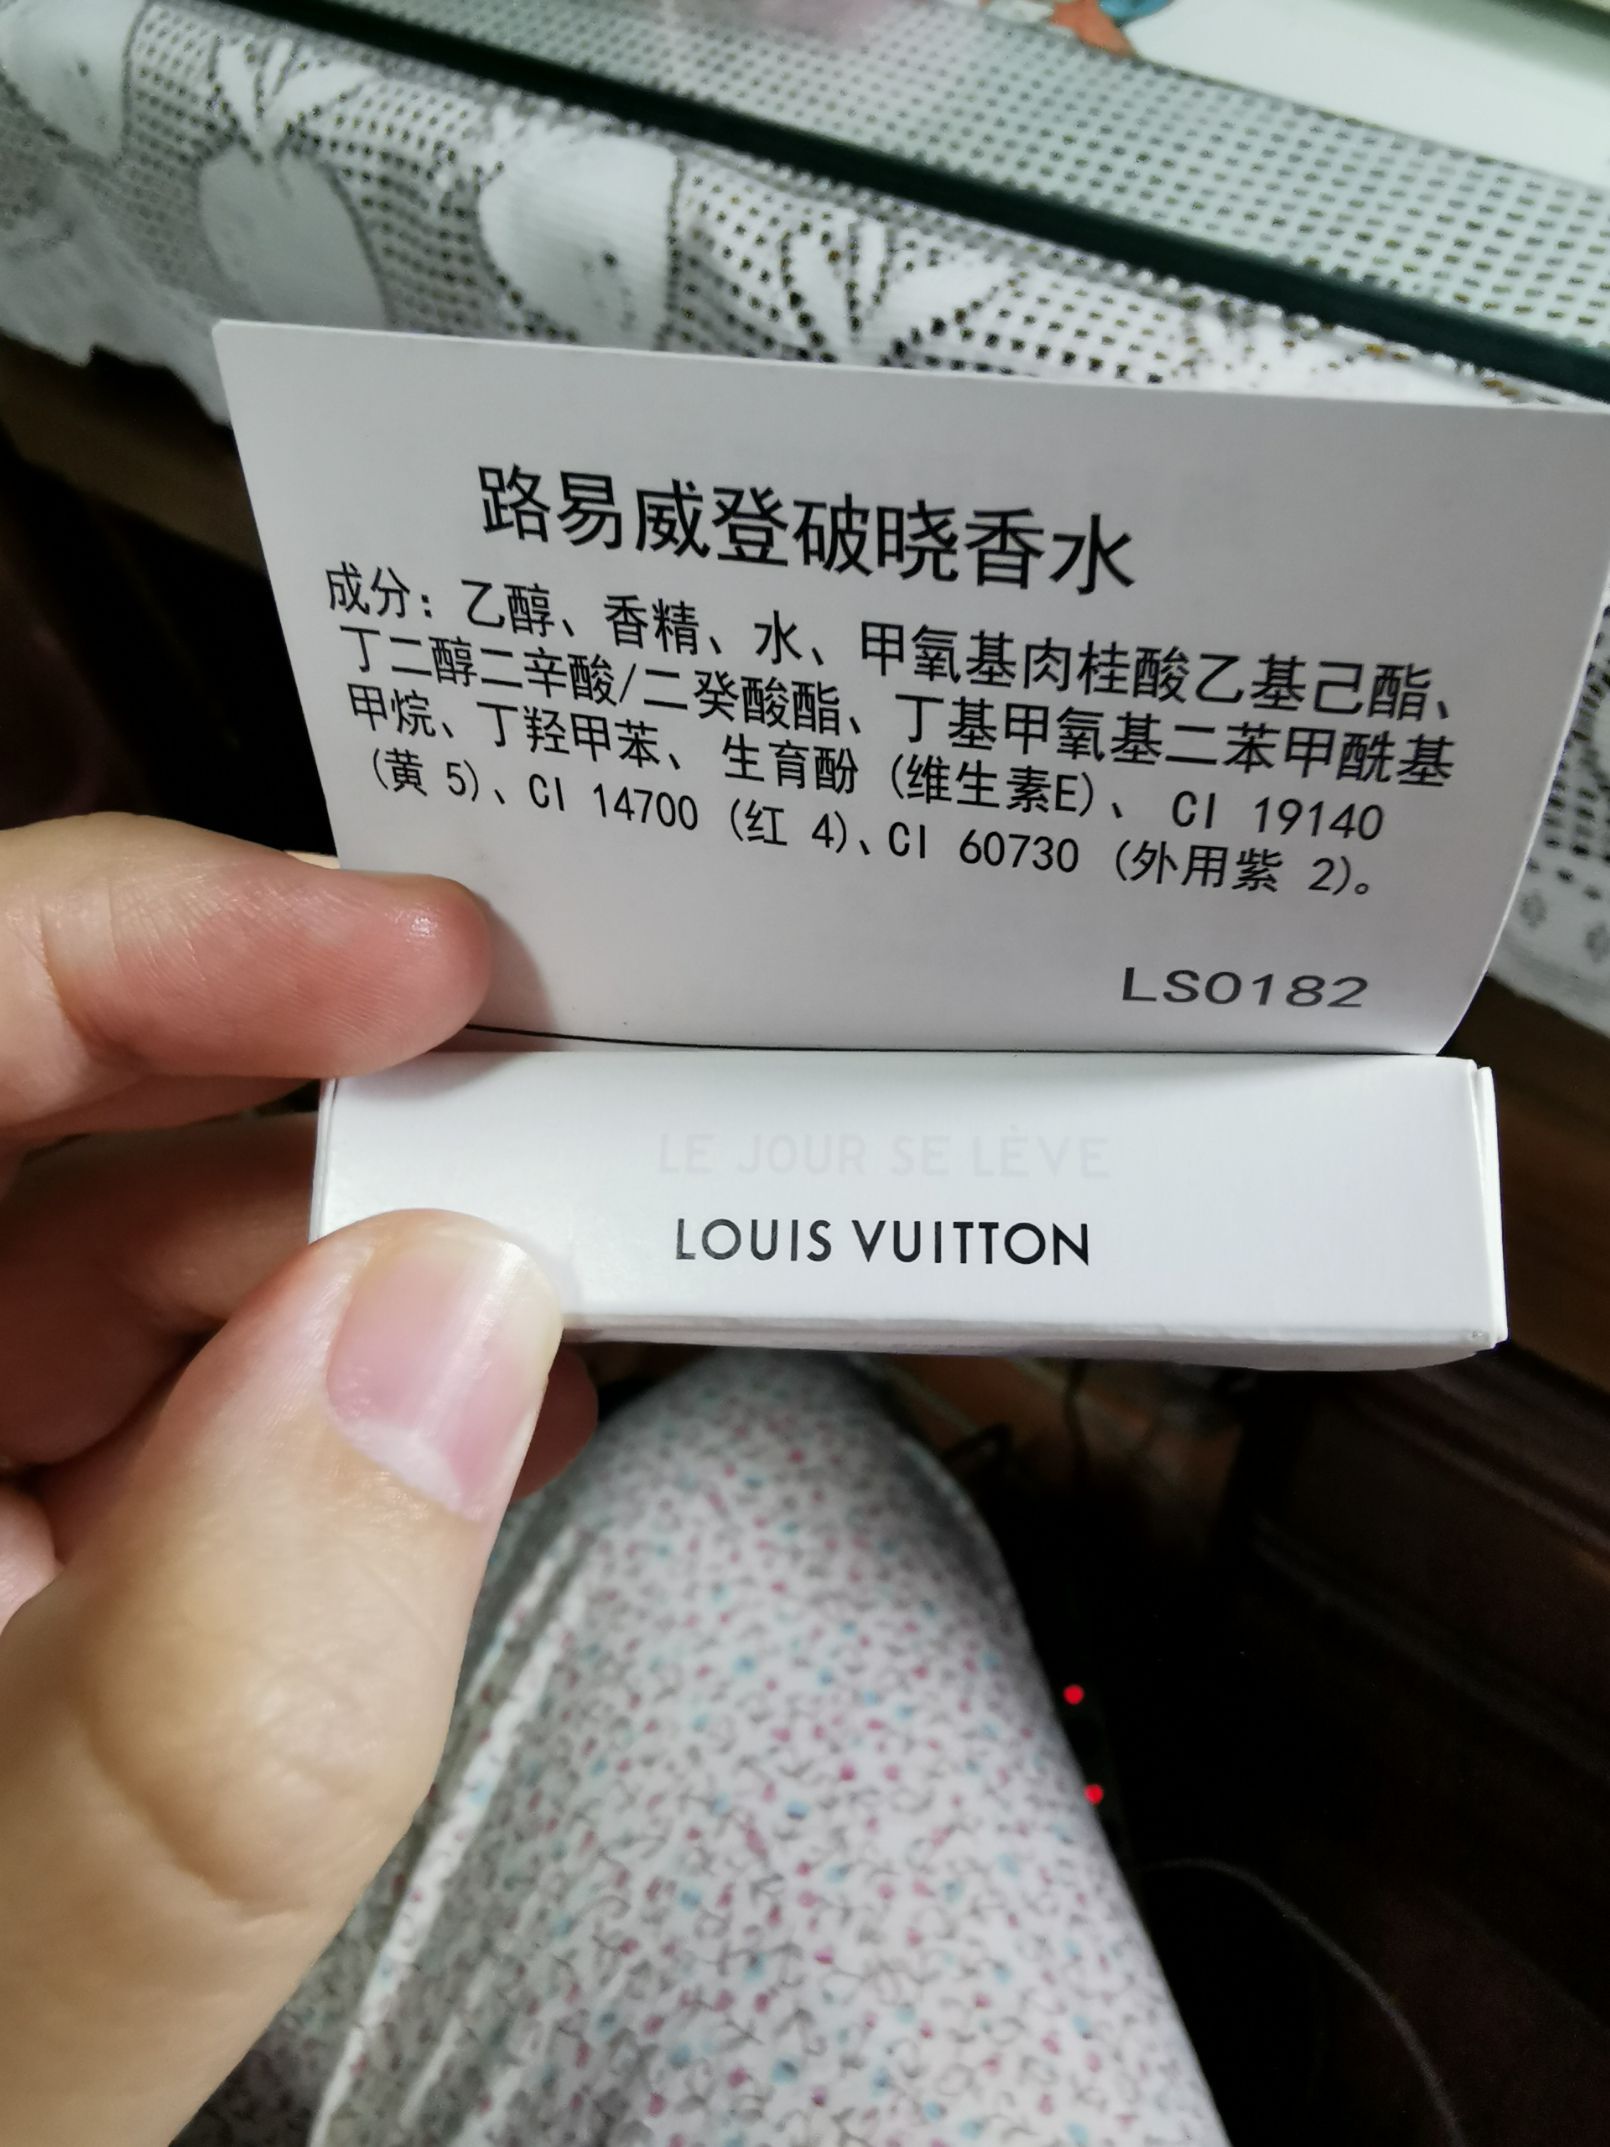 路易威登破晓香水
成分：乙醇、香精、水、甲氧基肉桂酸乙基己酯、
丁二醇二辛酸/二癸酸酯、丁基甲氧基二苯甲酰基
甲烷、丁羟甲苯、生育酚（维生素E）、CI 19140
（黄 5）、CI 14700（红 4）、CI 60730（外用紫 2）。
LS0182
LE JOUR SE LÈVE
LOUIS VUITTON